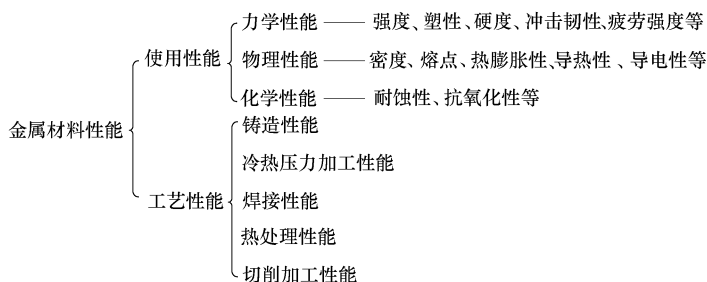 力学性能 —— 强度、塑性、硬度、冲击韧性、疲劳强度等
使用性能
物理性能 —— 密度、熔点、热膨胀性、导热性、导电性等
化学性能 —— 耐蚀性、抗氧化性等
金属材料性能
铸造性能
冷热压力加工性能
工艺性能
焊接性能
热处理性能
切削加工性能